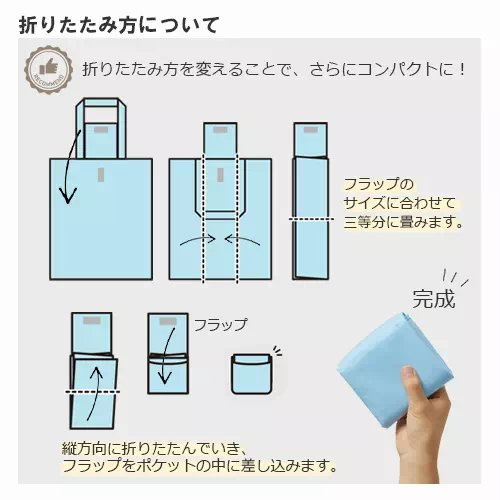 折りたたみ方について
RECOMMEND
折りたたみ方を変えることで、さらにコンパクトに！
フラップの
サイズに合わせて
三等分に畳みます。
フラップ
完成
縦方向に折りたたんでいき、
フラップをポケットの中に差し込みます。